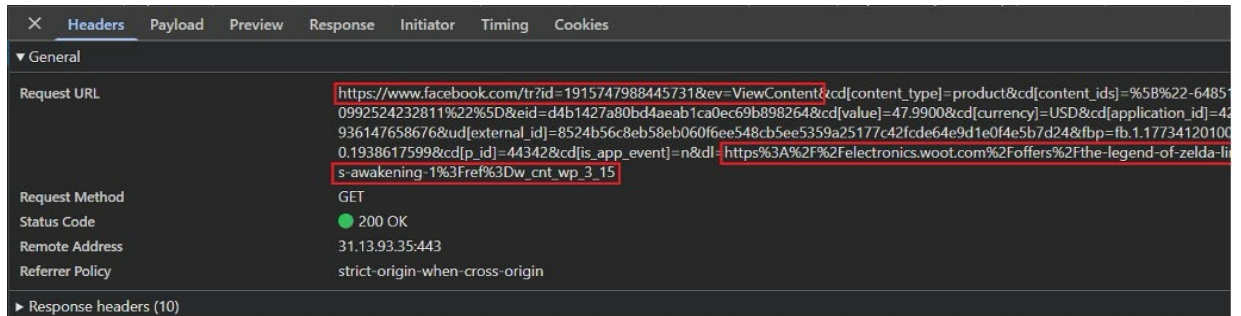 Headers Payload Preview Response Initiator Timing Cookies
General
Request URL
https://www.facebook.com/tr?id=1915747988445731&ev=ViewContent&cd[content_type]=product&cd[content_ids]=%5B%22-64851
0992524232811%22%5D&eid=d4b1427a80bd4aeab1ca0ec69b898264&cd[value]=47.9900&cd[currency]=USD&cd[application_id]=42
936147658676&ud[external_id]=8524b56c8eb58eb060f6ee548cb5ee5359a25177c42fcde64e9d1e0f4e5b7d24&fbp=fb.1.1773412010
0.1938617599&cd[p_id]=44342&cd[is_app_event]=n&dl=https%3A%2F%2Felectronics.woot.com%2Foffers%2Fthe-legend-of-zelda-li
s-awakening-1%3Fref%3Dw_cnt_wp_3_15
Request Method GET
Status Code 200 OK
Remote Address 31.13.93.35:443
Referrer Policy strict-origin-when-cross-origin
Response headers (10)